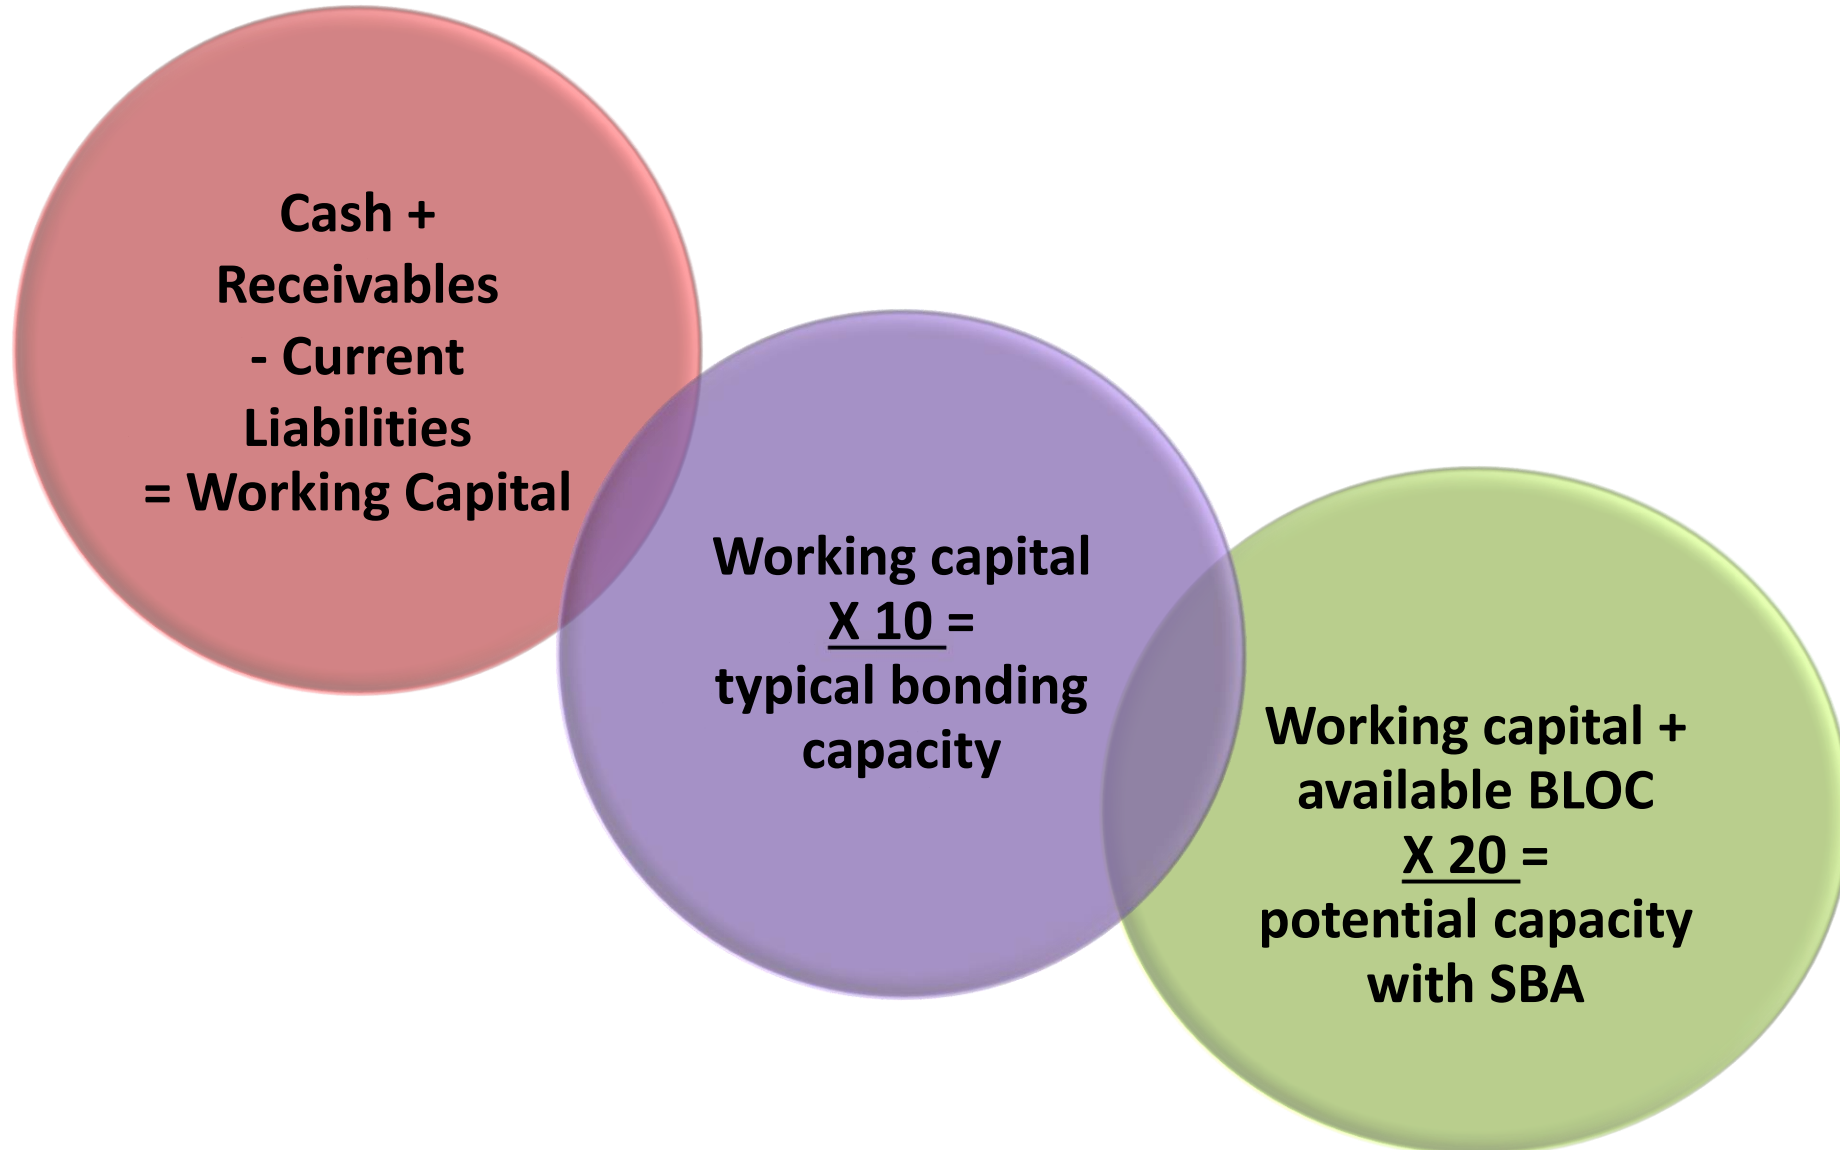 Cash +
Receivables
- Current
Liabilities
= Working Capital
Working capital
X 10 =
typical bonding
capacity
Working capital +
available BLOC
X 20 =
potential capacity
with SBA